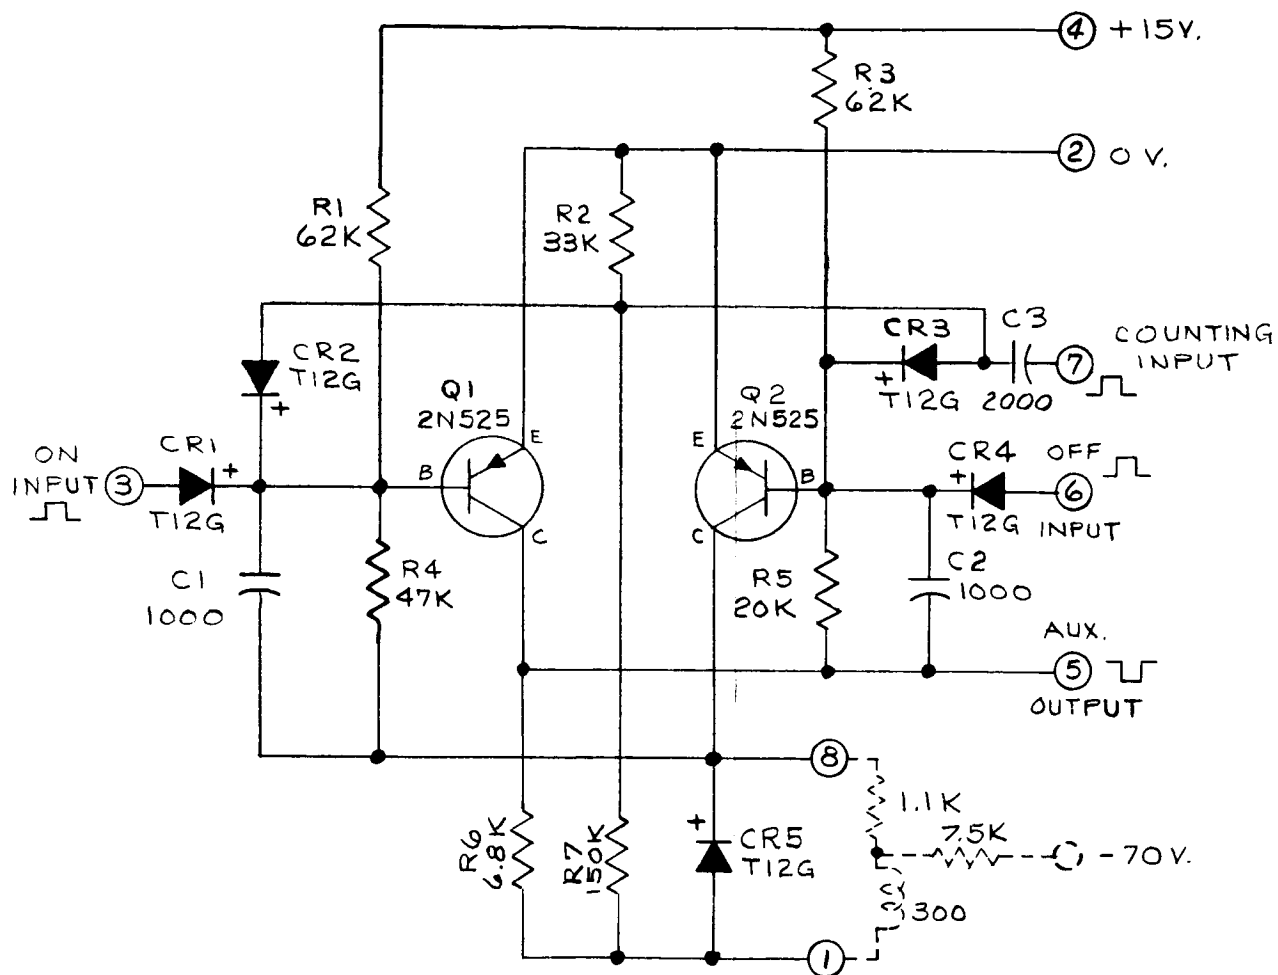 4 +15V.
R3
62K
2 0 V.
R1
62K
R2
33K
CR3
+
T12G
C3
2000
7
COUNTING
INPUT
CR2
T12G
+
Q1
2N525
Q2
2N525
E
B
C
E
B
C
ON
INPUT 3
CR1
+
T12G
CR4
+
T12G
OFF
6
INPUT
C1
1000
R4
47K
R5
20K
C2
1000
AUX.
5
OUTPUT
8
1.1K
7.5K
-70V.
300
R6
6.8K
R7
150K
+
CR5
T12G
1